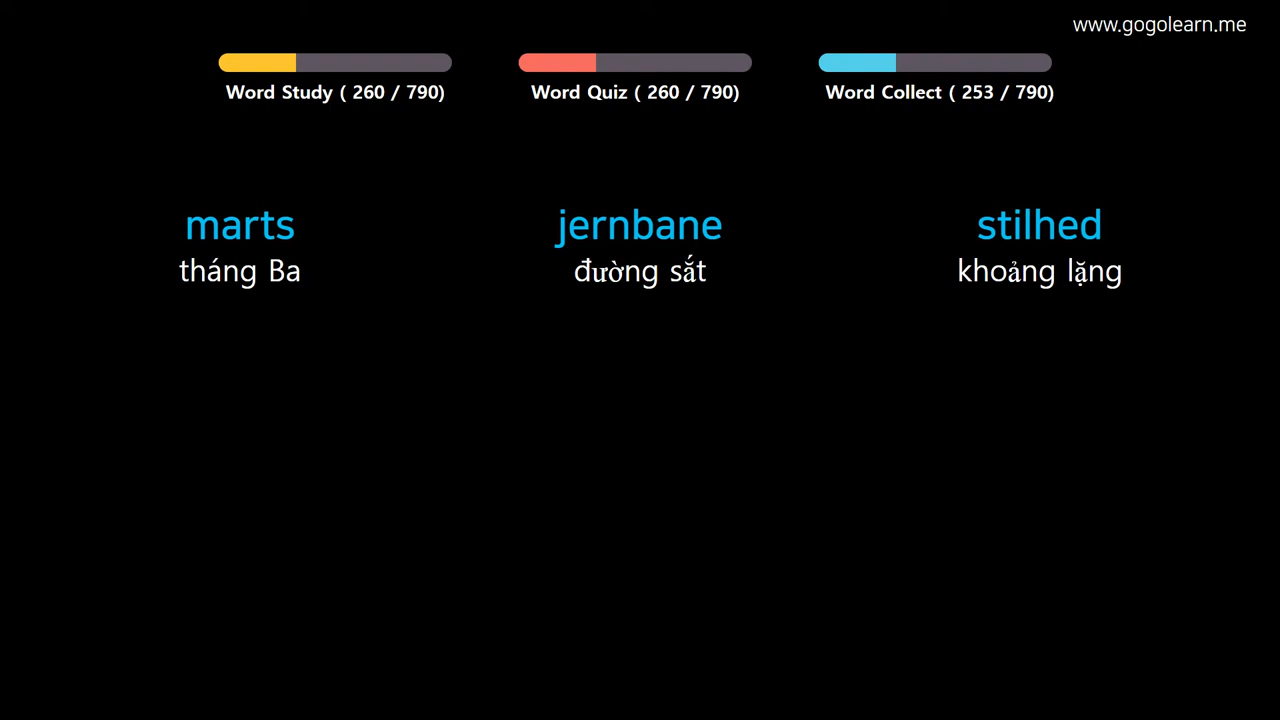 www.gogolearn.me
Word Study ( 260 / 790)
Word Quiz ( 260 / 790)
Word Collect ( 253 / 790)
marts
tháng Ba
jernbane
đường sắt
stilhed
khoảng lặng